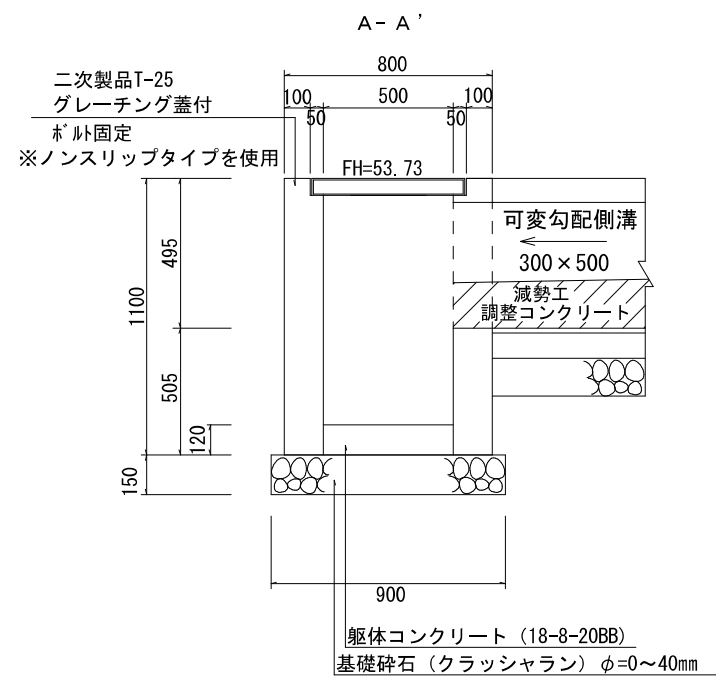 A-A'
800
100 500 100
50 50
二次製品T-25
グレーチング蓋付
ボルト固定
※ノンスリップタイプを使用
FH=53.73
可変勾配側溝
300×500
減勢工
調整コンクリート
495
1100
505
120
150
900
躯体コンクリート（18-8-20BB）
基礎砕石（クラッシャラン）φ=0～40mm